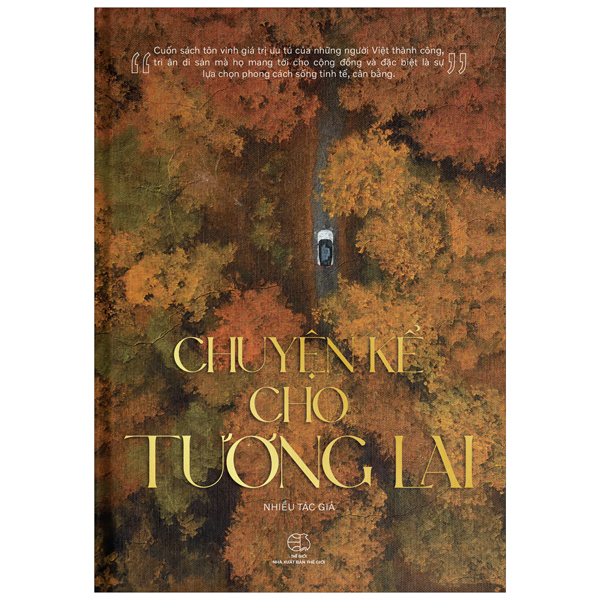 “ Cuốn sách tôn vinh giá trị ưu tú của những người Việt thành công,
tri ân di sản mà họ mang tới cho cộng đồng và đặc biệt là sự
lựa chọn phong cách sống tinh tế, cân bằng. ”
CHUYỆN KỂ
CHO
TƯƠNG LAI
NHIỀU TÁC GIẢ
THẾ GIỚI
NHÀ XUẤT BẢN THẾ GIỚI